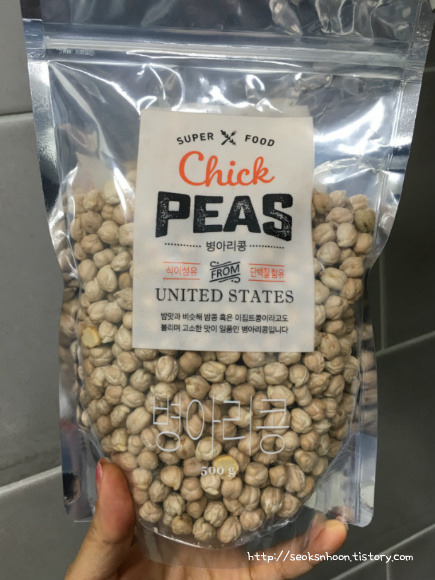 SUPER FOOD
Chick
PEAS
병아리콩
식이섬유 FROM 단백질 함유
UNITED STATES
밤맛과 비슷해 밤콩 혹은 이집트콩이라고도
불리며 고소한 맛이 일품인 병아리콩입니다
병아리콩
500 g
http://seoksnhoon.tistory.com